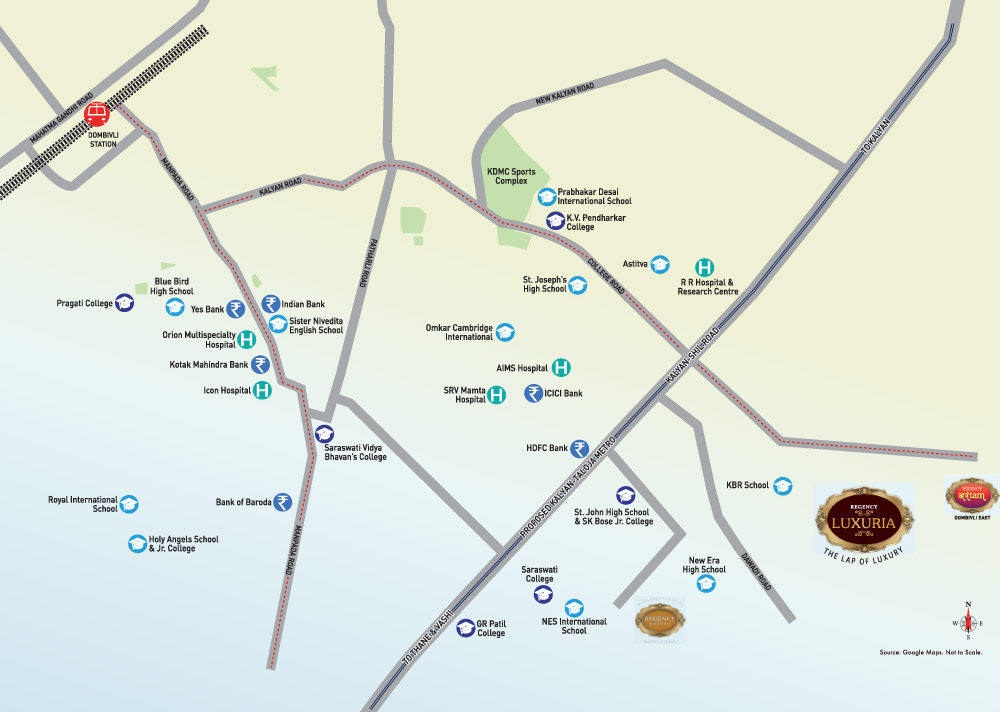 NEW KALYAN ROAD
MAHATMA GANDHI ROAD
DOMBIVLI
STATION
TO KALYAN
MANPADA ROAD
KALYAN ROAD
KDMC Sports
Complex
Prabhakar Desai
International School
K.V. Pendharkar
College
PATHARLI ROAD
COLLEGE ROAD
Astitva
R R Hospital &
Research Centre
St. Joseph's
High School
Blue Bird
High School
Pragati College
Yes Bank
Indian Bank
Sister Nivedita
English School
Orion Multispecialty
Hospital
Omkar Cambridge
International
KALYAN-SHIL ROAD
Kotak Mahindra Bank
AIMS Hospital
Icon Hospital
SRV Mamta
Hospital
ICICI Bank
Saraswati Vidya
Bhavan's College
HDFC Bank
PROPOSED KALYAN-TALOJA METRO
KBR School
REGENCY
अनंतम्
DOMBIVLI EAST
REGENCY
LUXURIA
THE LAP OF LUXURY
Royal International
School
Bank of Baroda
St. John High School
& SK Bose Jr. College
Holy Angels School
& Jr. College
MANPADA ROAD
New Era
High School
DAWADI ROAD
Saraswati
College
NES International
School
GR Patil
College
REGENCY
ESTATE
TO THANE & VASHI
N
W E
S
Source: Google Maps. Not to Scale.